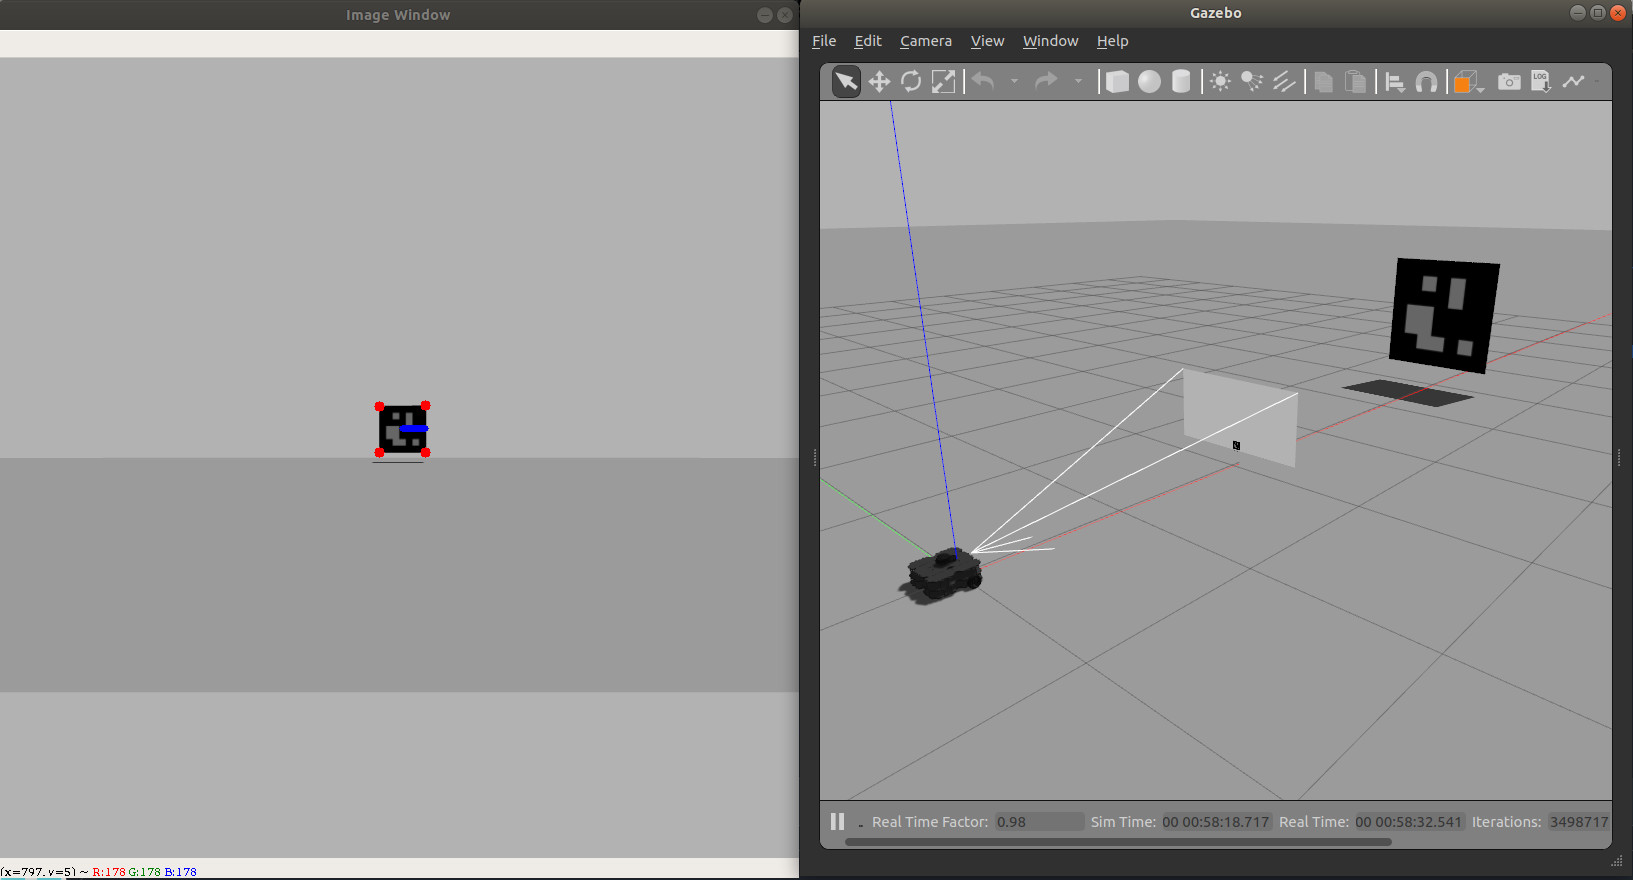 Image Window
(x=797, y=5) ~ R:178 G:178 B:178
Gazebo
File Edit Camera View Window Help
LOG
Real Time Factor: 0.98 Sim Time: 00 00:58:18.717 Real Time: 00 00:58:32.541 Iterations: 3498717